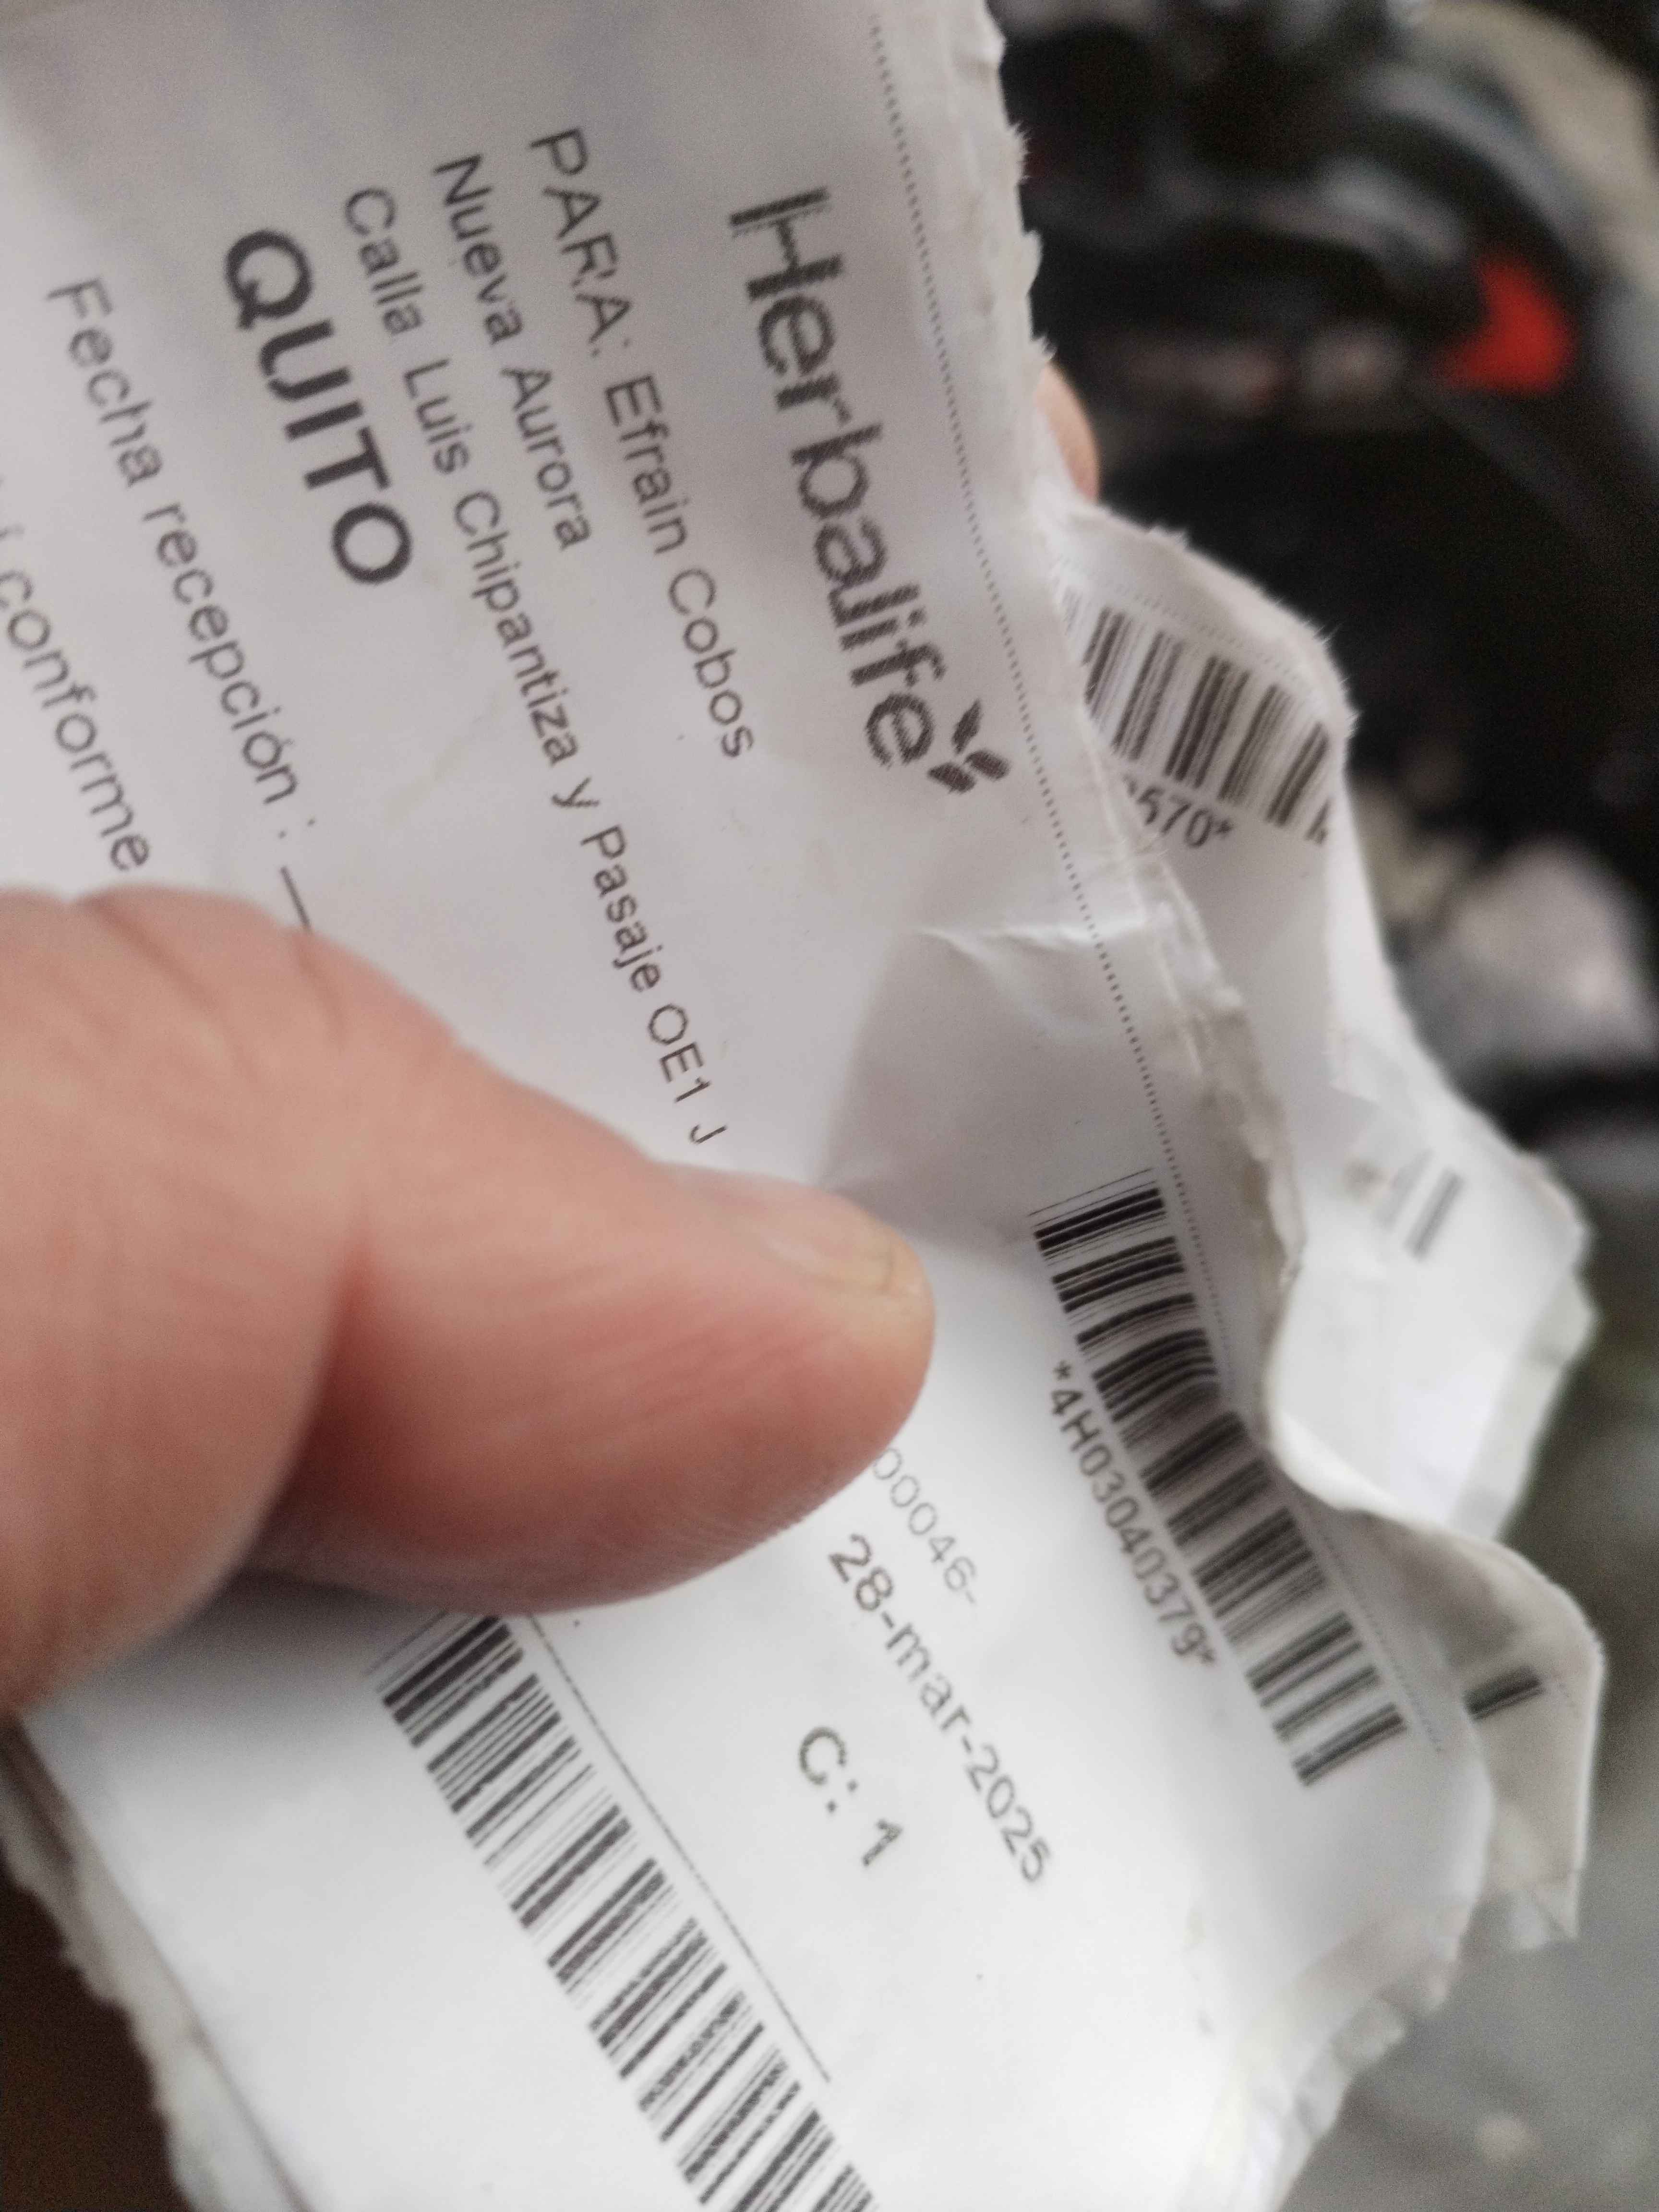 Herbalife
PARA: Efrain Cobos
Nueva Aurora
Calla Luis Chipantiza y Pasaje OE1 J
QUITO
Fecha recepción :
conforme
*4H03040379*
00046-
28-mar-2025
C: 1
570*